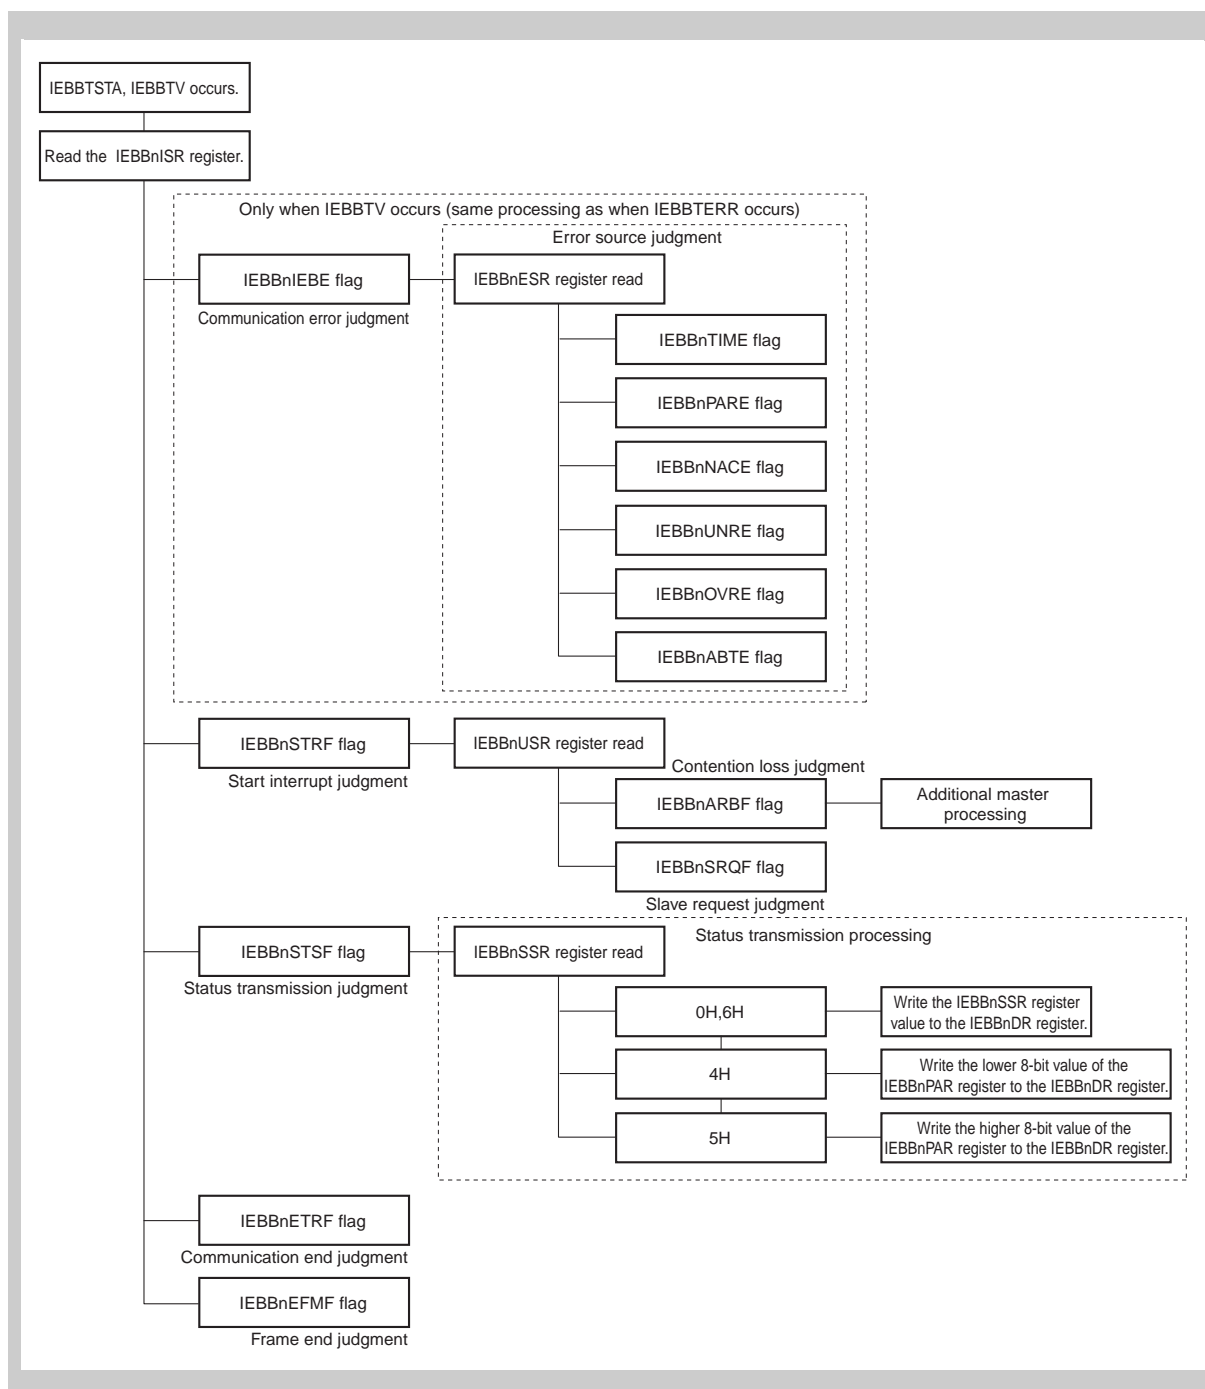 IEBBTSTA, IEBBTV occurs.
Read the IEBBnISR register.
Only when IEBBTV occurs (same processing as when IEBBTERR occurs)
Error source judgment
IEBBnIEBE flag
IEBBnESR register read
Communication error judgment
IEBBnTIME flag
IEBBnPARE flag
IEBBnNACE flag
IEBBnUNRE flag
IEBBnOVRE flag
IEBBnABTE flag
IEBBnSTRF flag
IEBBnUSR register read
Start interrupt judgment
Contention loss judgment
IEBBnARBF flag
Additional master
processing
IEBBnSRQF flag
Slave request judgment
IEBBnSTSF flag
IEBBnSSR register read
Status transmission processing
Status transmission judgment
0H,6H
Write the IEBBnSSR register
value to the IEBBnDR register.
4H
Write the lower 8-bit value of the
IEBBnPAR register to the IEBBnDR register.
5H
Write the higher 8-bit value of the
IEBBnPAR register to the IEBBnDR register.
IEBBnETRF flag
Communication end judgment
IEBBnEFMF flag
Frame end judgment